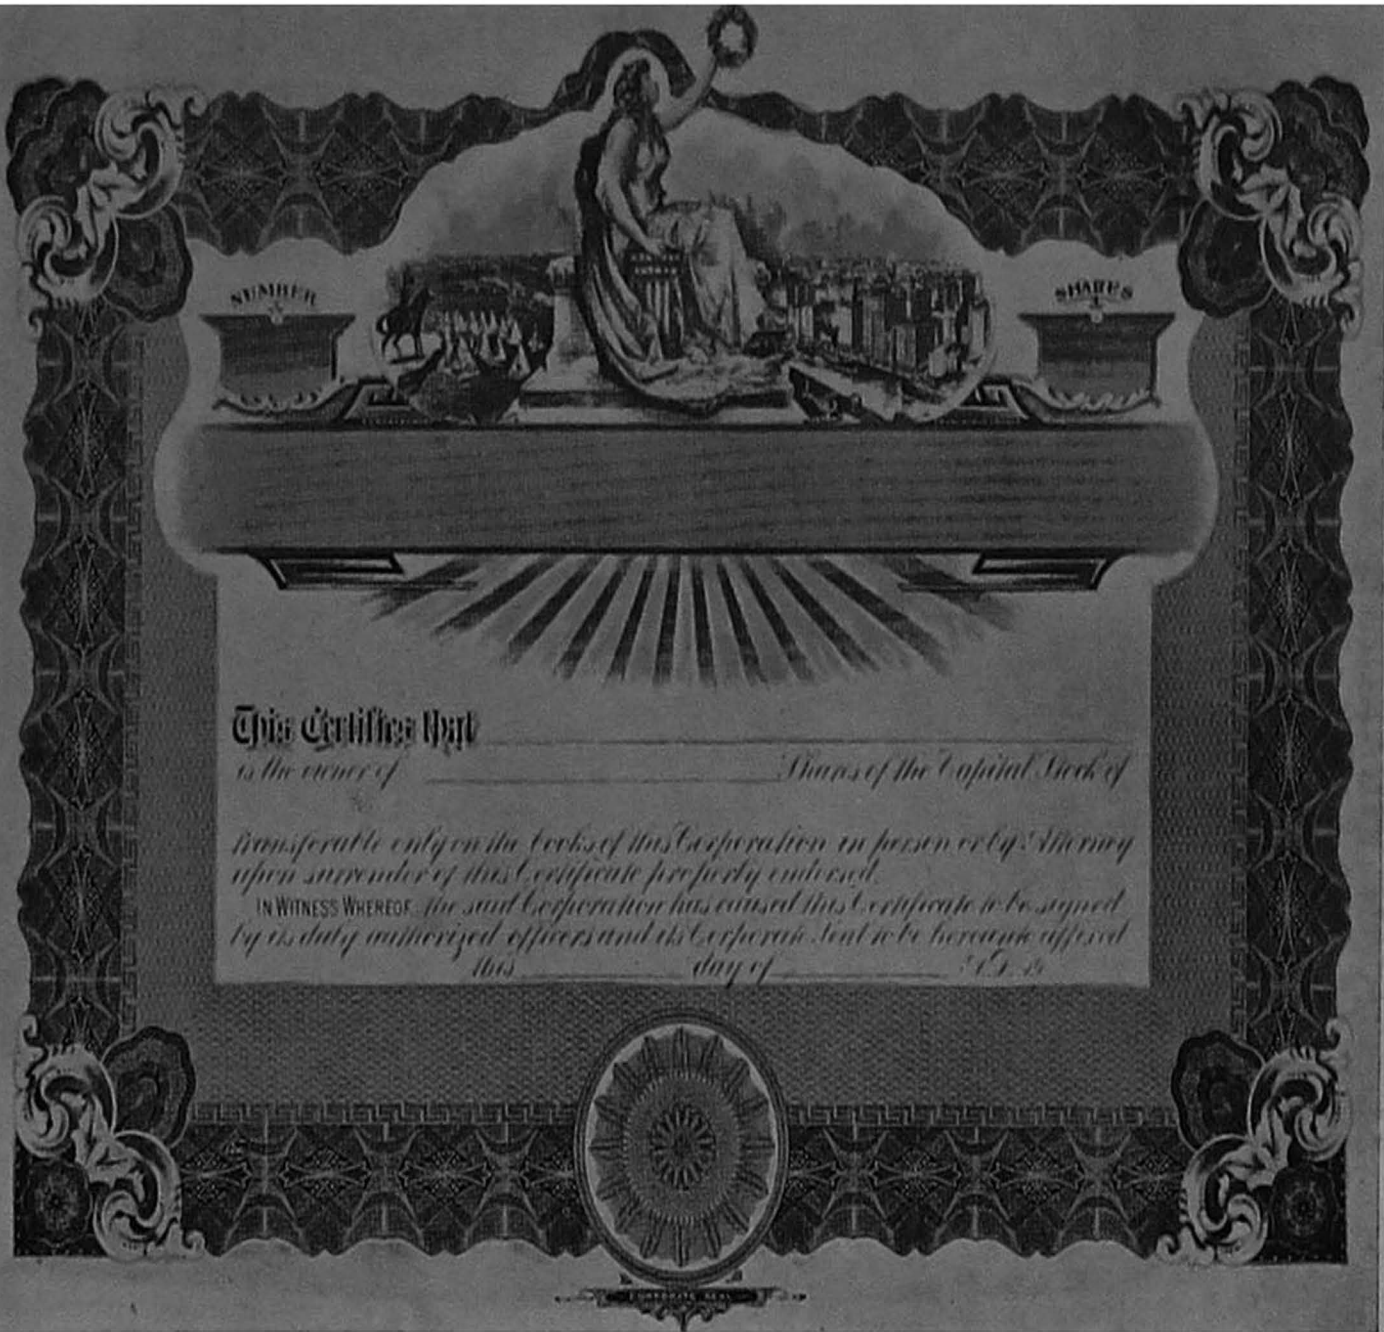 NUMBER
SHARES
This Certifies that
is the owner of Shares of the Capital Stock of
transferable only on the books of this Corporation in person or by Attorney
upon surrender of this Certificate properly endorsed.
IN WITNESS WHEREOF, the said Corporation has caused this Certificate to be signed
by its duly authorized officers and its Corporate Seal to be hereunto affixed
this day of A.D. 19
CORPORATE SEAL